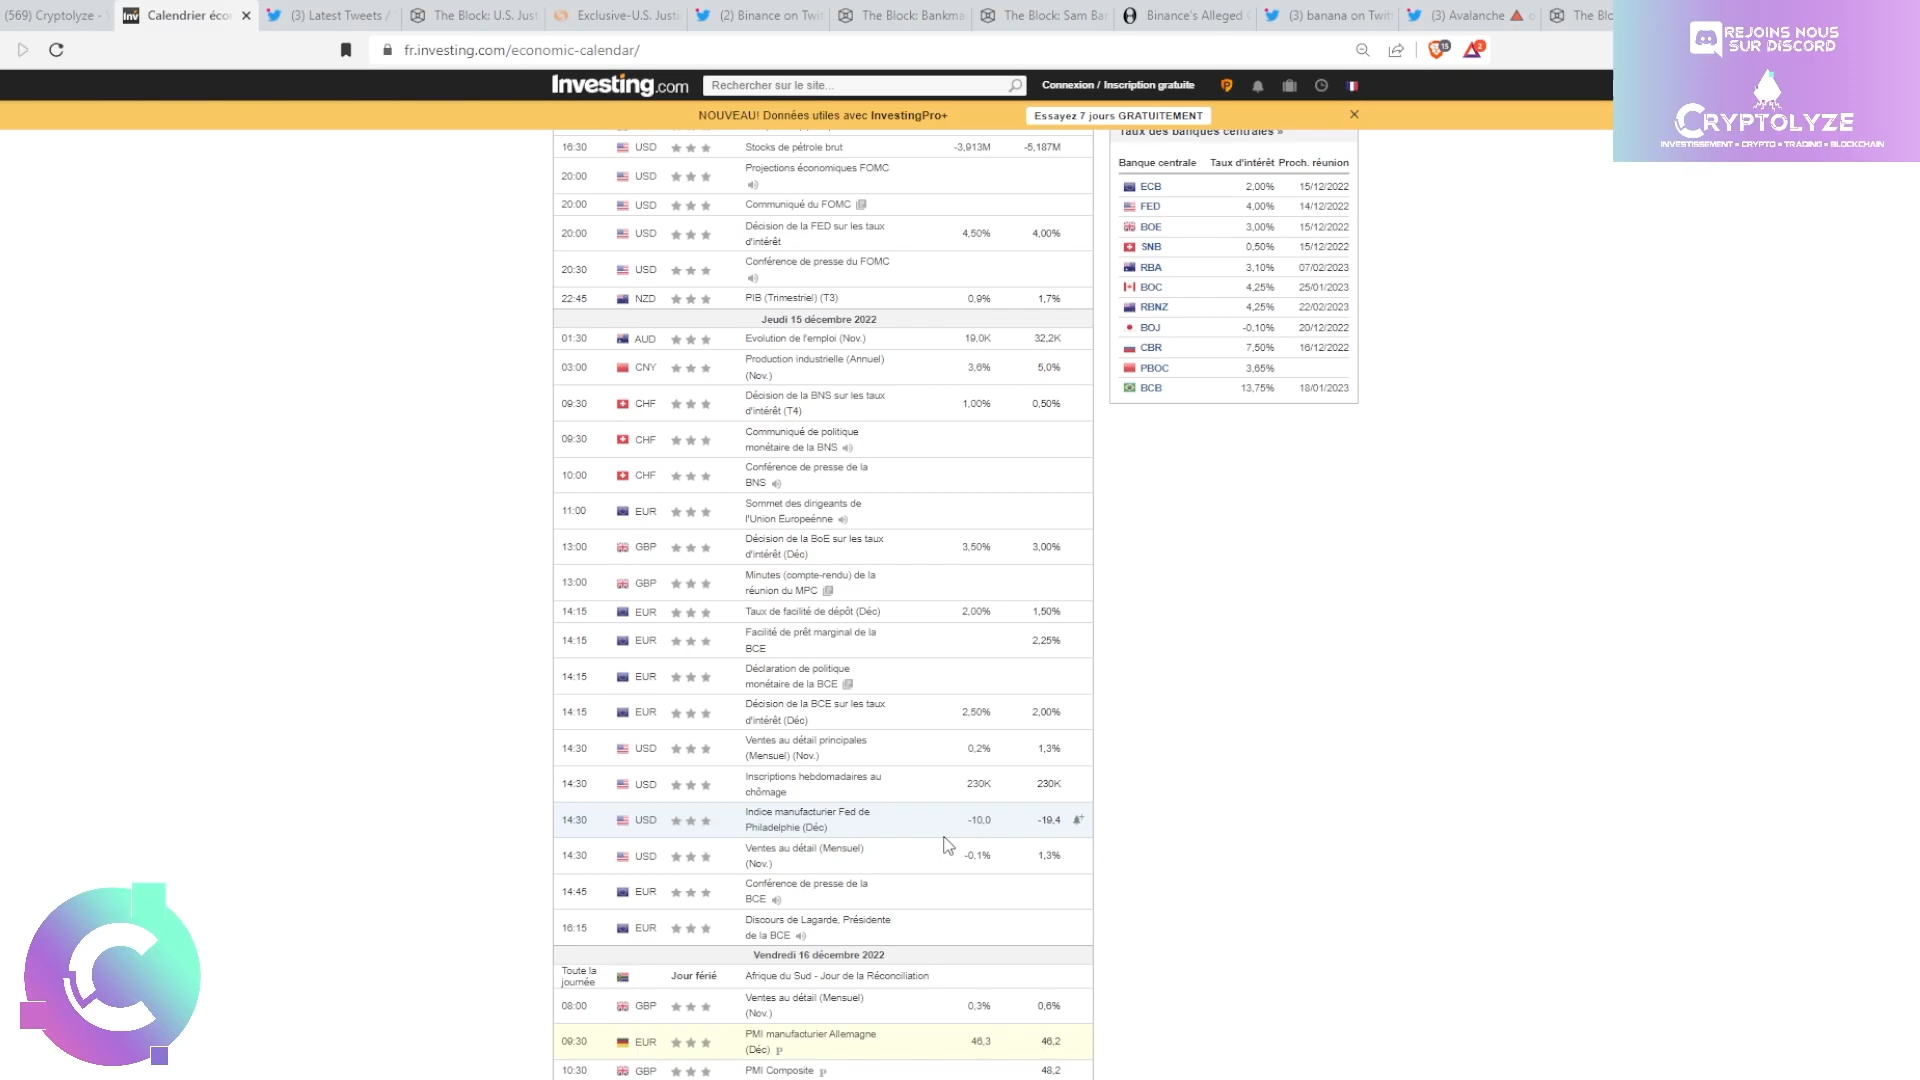 (569) Cryptolyze -
Calendrier éco
(3) Latest Tweets /
The Block: U.S. Just
Exclusive-U.S. Justi
(2) Binance on Twit
The Block: Bankma
The Block: Sam Ba
Binance's Alleged
(3) banana on Twit
(3) Avalanche
The Blo
fr.investing.com/economic-calendar/
15
2
REJOINS NOUS
SUR DISCORD
CRYPTOLYZE
INVESTISSEMENT • CRYPTO • TRADING • BLOCKCHAIN
Investing.com
Rechercher sur le site...
Connexion / Inscription gratuite
NOUVEAU! Données utiles avec InvestingPro+
Essayez 7 jours GRATUITEMENT
16:30 USD Stocks de pétrole brut -3,913M -5,187M
20:00 USD Projections économiques FOMC
20:00 USD Communiqué du FOMC
20:00 USD Décision de la FED sur les taux
d'intérêt 4,50% 4,00%
20:30 USD Conférence de presse du FOMC
22:45 NZD PIB (Trimestriel) (T3) 0,9% 1,7%
Jeudi 15 décembre 2022
01:30 AUD Evolution de l'emploi (Nov.) 19,0K 32,2K
03:00 CNY Production industrielle (Annuel)
(Nov.) 3,6% 5,0%
09:30 CHF Décision de la BNS sur les taux
d'intérêt (T4) 1,00% 0,50%
09:30 CHF Communiqué de politique
monétaire de la BNS
10:00 CHF Conférence de presse de la
BNS
11:00 EUR Sommet des dirigeants de
l'Union Europeénne
13:00 GBP Décision de la BoE sur les taux
d'intérêt (Déc) 3,50% 3,00%
13:00 GBP Minutes (compte-rendu) de la
réunion du MPC
14:15 EUR Taux de facilité de dépôt (Déc) 2,00% 1,50%
14:15 EUR Facilité de prêt marginal de la
BCE 2,25%
14:15 EUR Déclaration de politique
monétaire de la BCE
14:15 EUR Décision de la BCE sur les taux
d'intérêt (Déc) 2,50% 2,00%
14:30 USD Ventes au détail principales
(Mensuel) (Nov.) 0,2% 1,3%
14:30 USD Inscriptions hebdomadaires au
chômage 230K 230K
14:30 USD Indice manufacturier Fed de
Philadelphie (Déc) -10,0 -19,4
14:30 USD Ventes au détail (Mensuel)
(Nov.) -0,1% 1,3%
14:45 EUR Conférence de presse de la
BCE
16:15 EUR Discours de Lagarde, Présidente
de la BCE
Vendredi 16 décembre 2022
Toute la
journée Jour férié Afrique du Sud - Jour de la Réconciliation
08:00 GBP Ventes au détail (Mensuel)
(Nov.) 0,3% 0,6%
09:30 EUR PMI manufacturier Allemagne
(Déc) P 46,3 46,2
10:30 GBP PMI Composite P 48,2
Taux des banques centrales »
Banque centrale Taux d'intérêt Proch. réunion
ECB 2,00% 15/12/2022
FED 4,00% 14/12/2022
BOE 3,00% 15/12/2022
SNB 0,50% 15/12/2022
RBA 3,10% 07/02/2023
BOC 4,25% 25/01/2023
RBNZ 4,25% 22/02/2023
BOJ -0,10% 20/12/2022
CBR 7,50% 16/12/2022
PBOC 3,65%
BCB 13,75% 18/01/2023